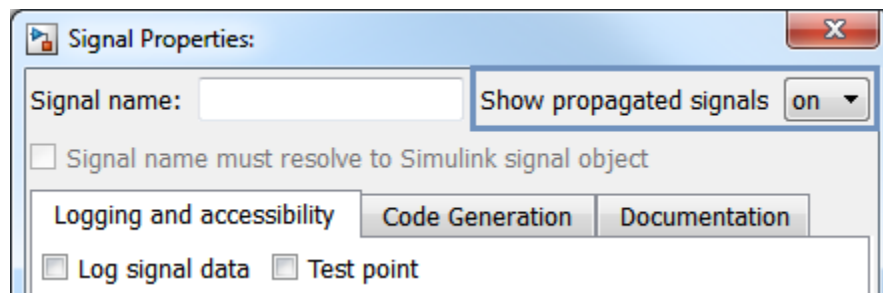 Signal Properties:
Signal name: Show propagated signals on
Signal name must resolve to Simulink signal object
Logging and accessibility Code Generation Documentation
Log signal data Test point